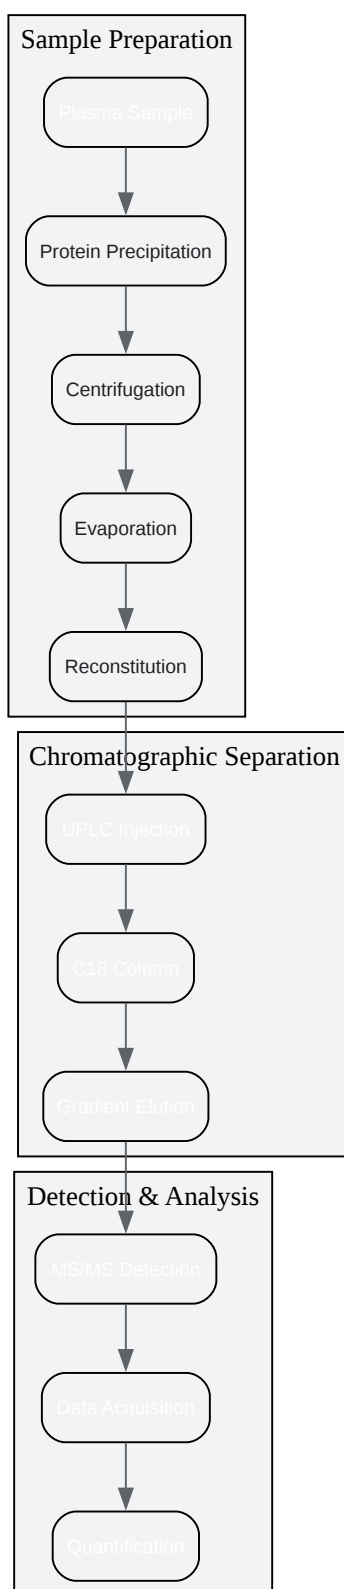 Sample Preparation
Plasma Sample
Protein Precipitation
Centrifugation
Evaporation
Reconstitution
Chromatographic Separation
UPLC Injection
C18 Column
Gradient Elution
Detection & Analysis
MS/MS Detection
Data Acquisition
Quantification